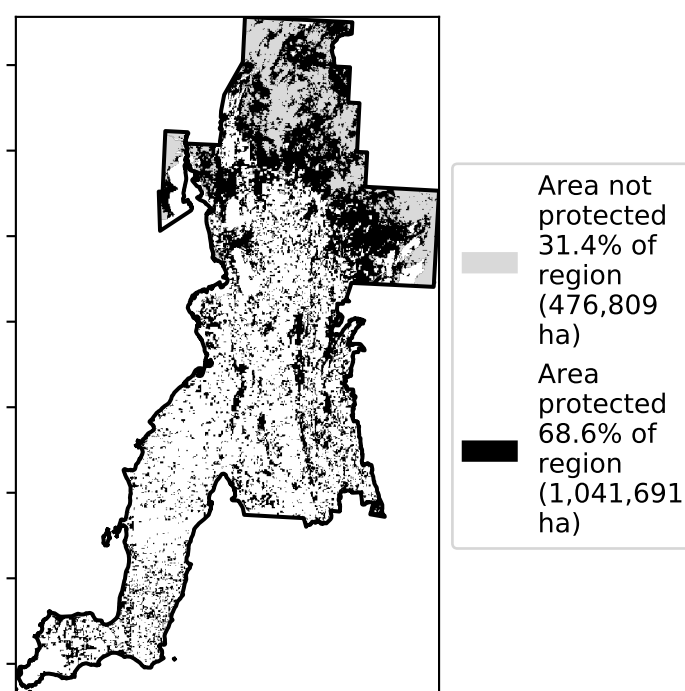 Area not
protected
31.4% of
region
(476,809
ha)
Area
protected
68.6% of
region
(1,041,691
ha)